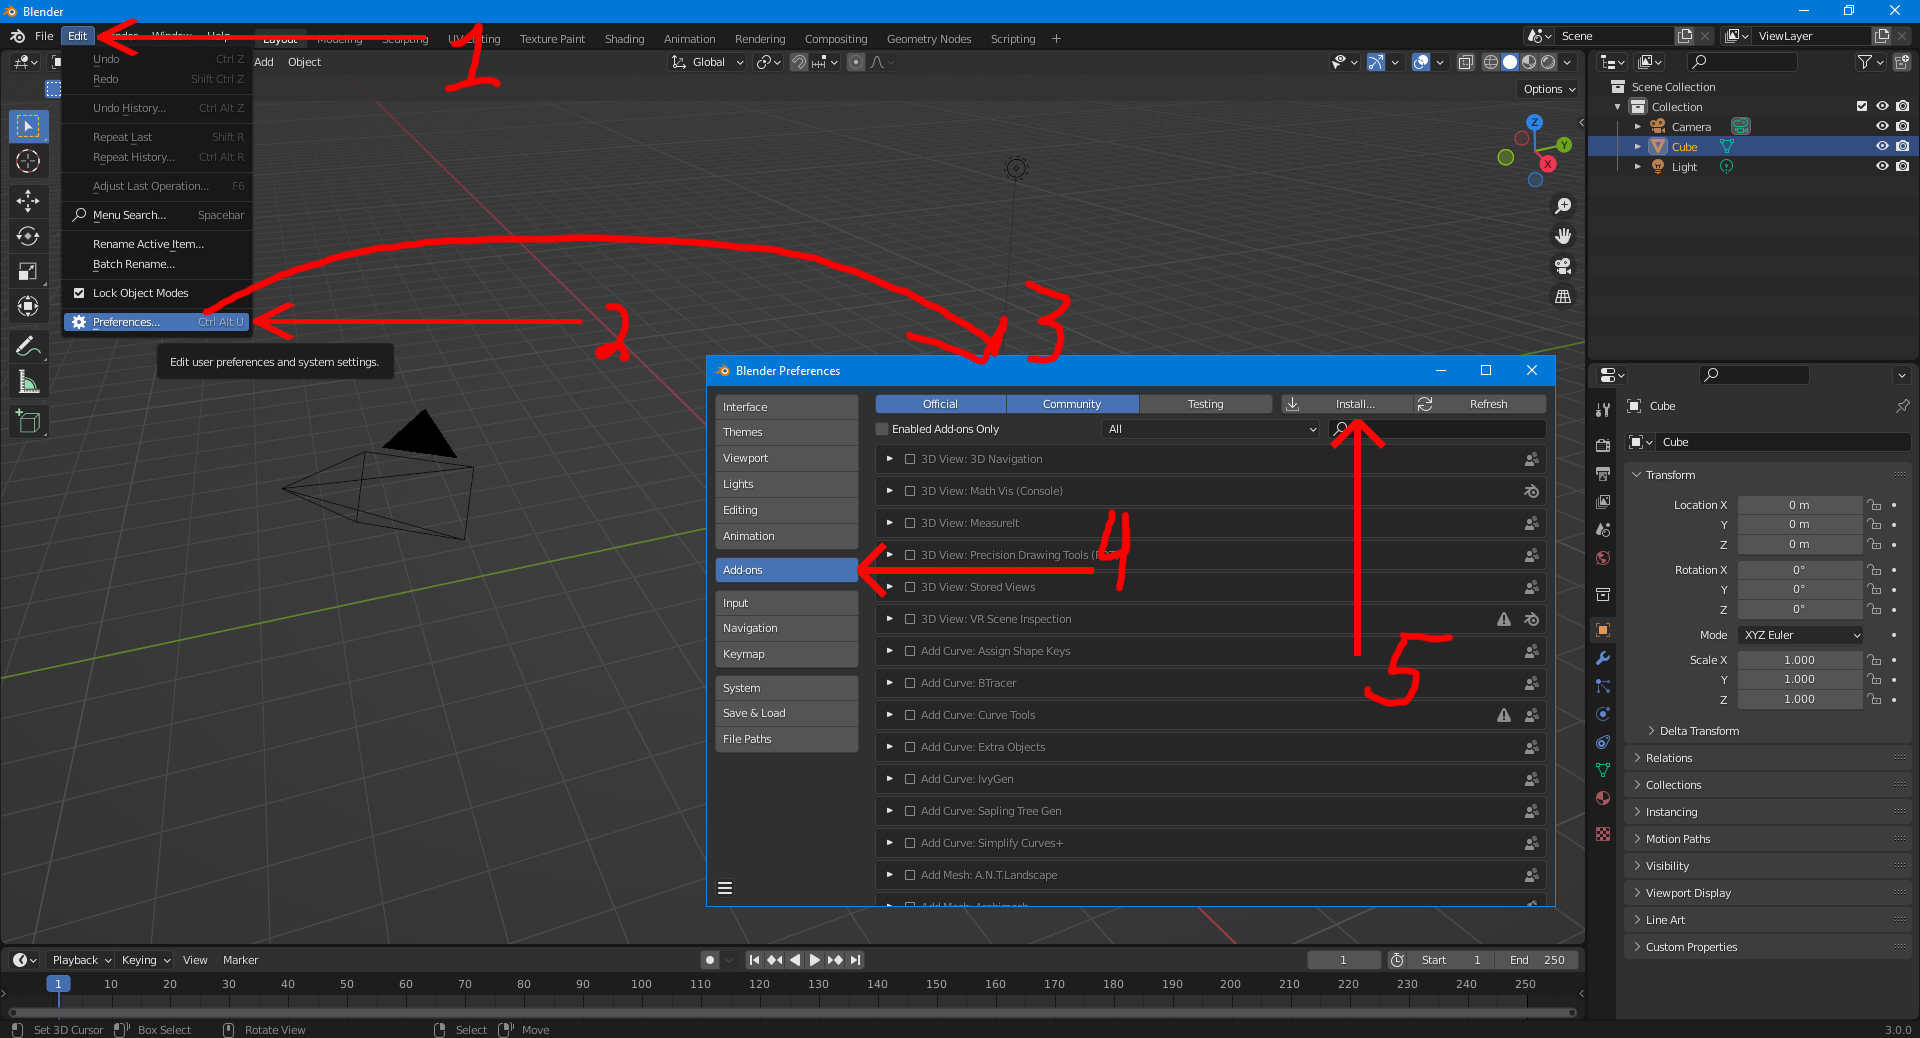 Blender
File Edit Render Window Help Layout Modeling Sculpting UV Editing Texture Paint Shading Animation Rendering Compositing Geometry Nodes Scripting Scene ViewLayer
1
Add Object Global
Options
Undo Ctrl Z
Redo Shift Ctrl Z
Undo History... Ctrl Alt Z
Repeat Last Shift R
Repeat History... Ctrl Alt R
Adjust Last Operation... F6
Menu Search... Spacebar
Rename Active Item...
Batch Rename...
Lock Object Modes
Preferences... Ctrl Alt U
Edit user preferences and system settings.
2
3
Z
Y
X
Blender Preferences
Interface
Themes
Viewport
Lights
Editing
Animation
Add-ons
Input
Navigation
Keymap
System
Save & Load
File Paths
Official Community Testing Install... Refresh
Enabled Add-ons Only All
3D View: 3D Navigation
3D View: Math Vis (Console)
3D View: MeasureIt
3D View: Precision Drawing Tools
3D View: Stored Views
3D View: VR Scene Inspection
Add Curve: Assign Shape Keys
Add Curve: BTracer
Add Curve: Curve Tools
Add Curve: Extra Objects
Add Curve: IvyGen
Add Curve: Sapling Tree Gen
Add Curve: Simplify Curves+
Add Mesh: A.N.T.Landscape
4
5
Scene Collection
Collection
Camera
Cube
Light
Cube
Cube
Transform
Location X 0 m
Y 0 m
Z 0 m
Rotation X 0°
Y 0°
Z 0°
Mode XYZ Euler
Scale X 1.000
Y 1.000
Z 1.000
Delta Transform
Relations
Collections
Instancing
Motion Paths
Visibility
Viewport Display
Line Art
Custom Properties
Playback Keying View Marker 1 Start 1 End 250
1 10 20 30 40 50 60 70 80 90 100 110 120 130 140 150 160 170 180 190 200 210 220 230 240 250
Set 3D Cursor Box Select Rotate View Select Move 3.0.0